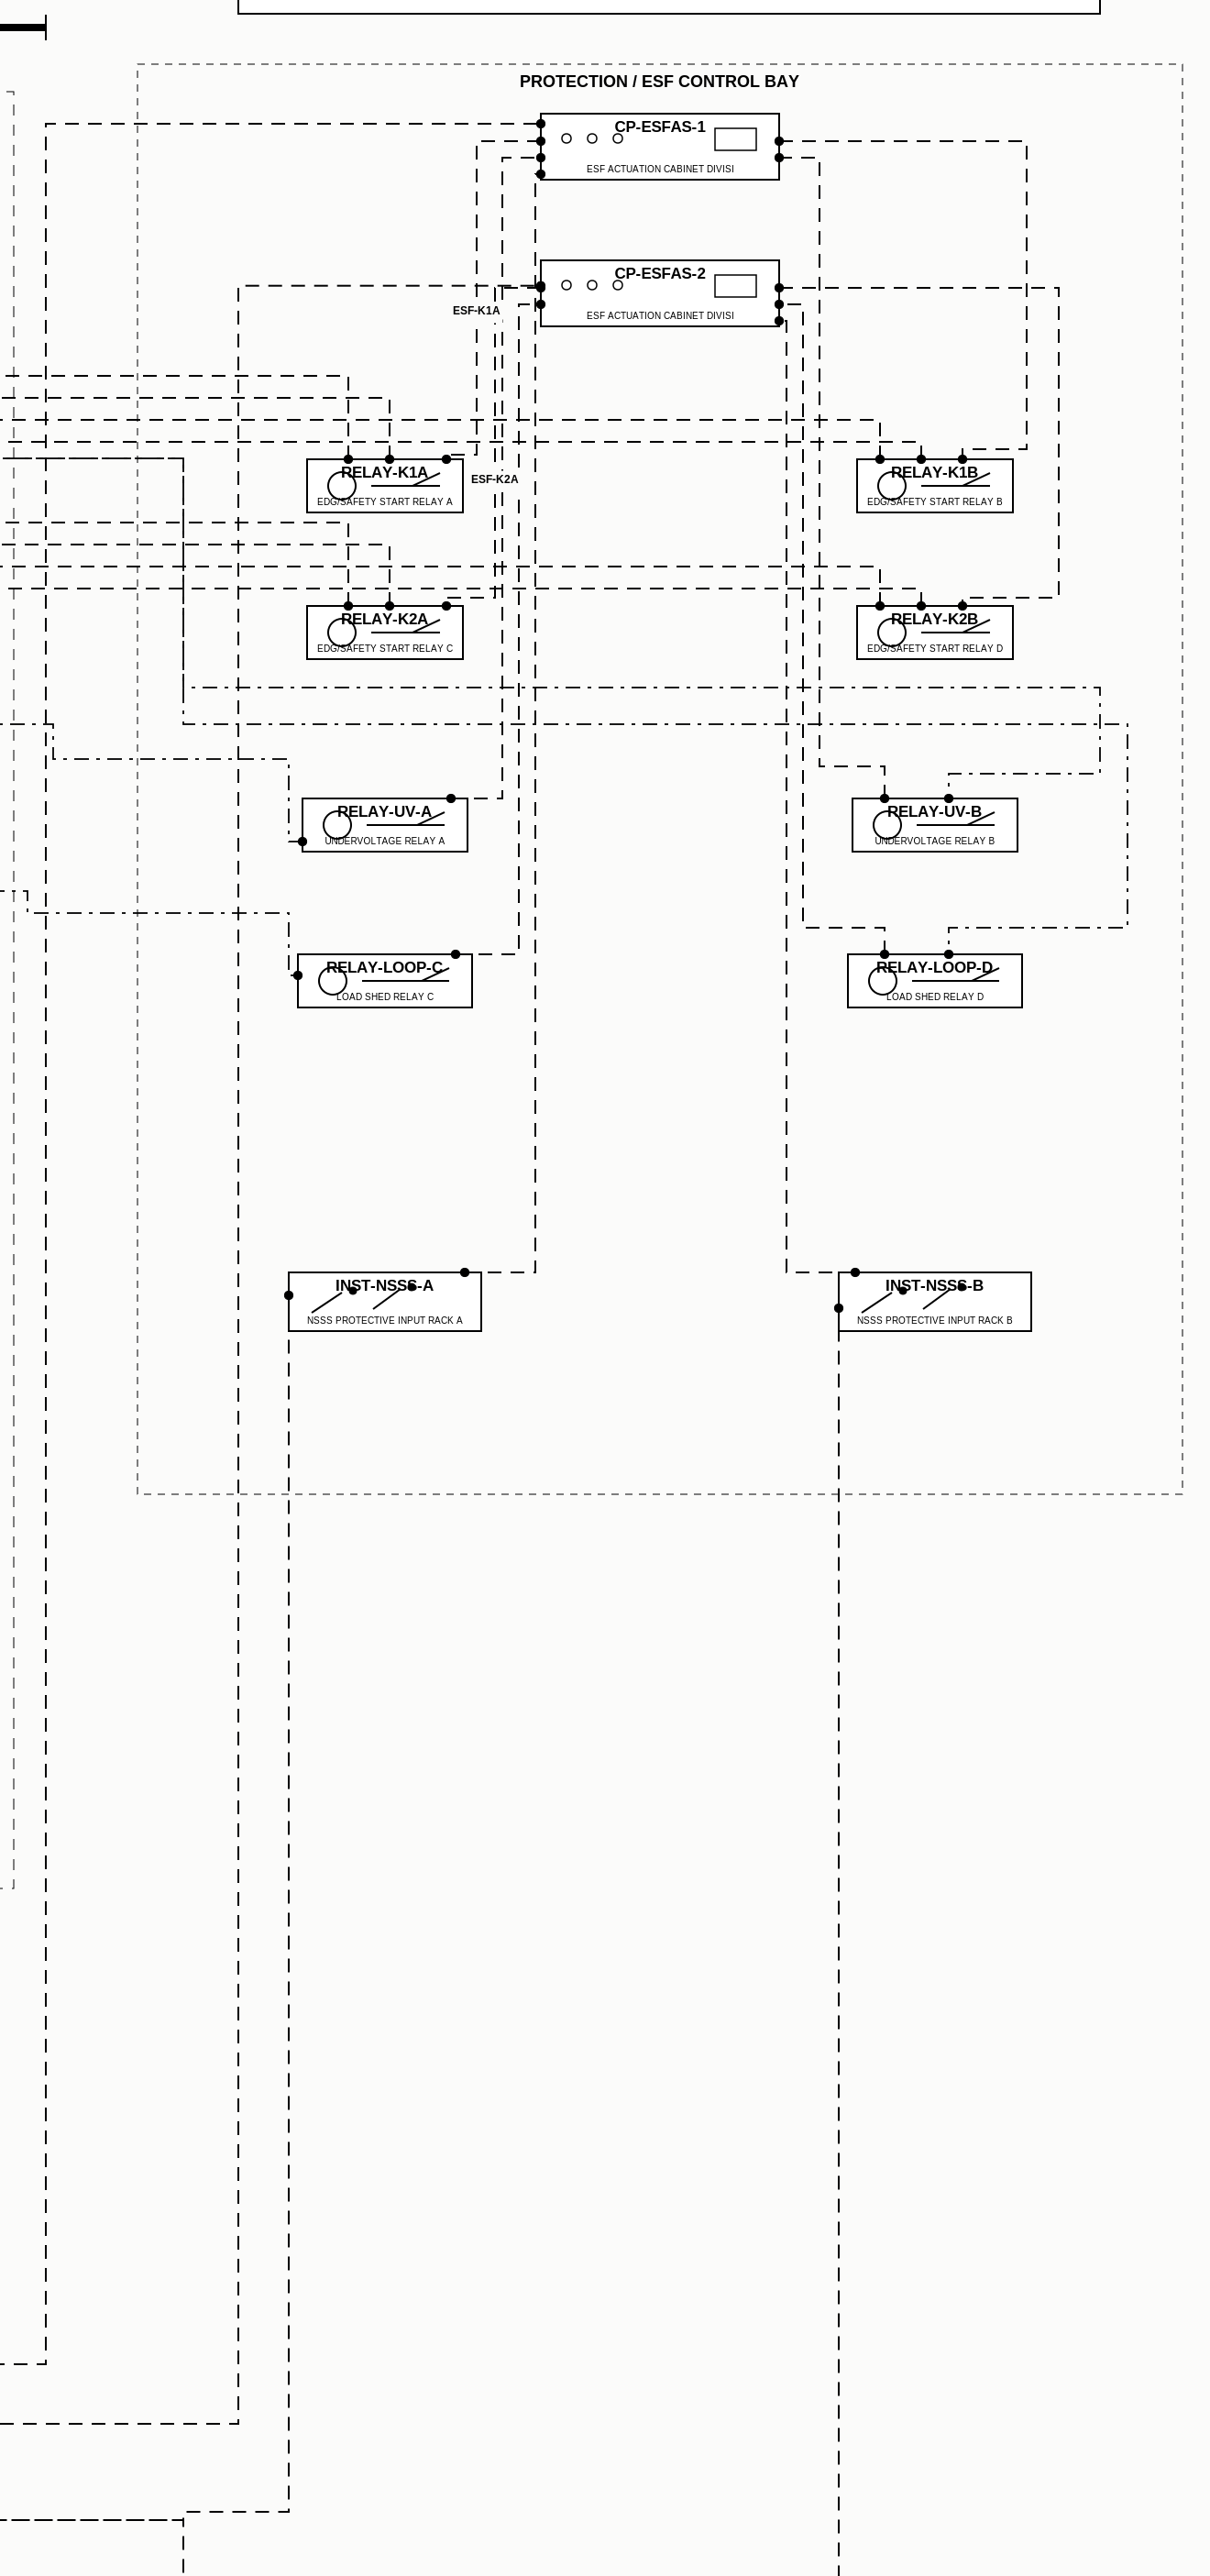 PROTECTION / ESF CONTROL BAY
CP-ESFAS-1
ESF ACTUATION CABINET DIVISI
CP-ESFAS-2
ESF-K1A
ESF ACTUATION CABINET DIVISI
RELAY-K1A
RELAY-K1B
ESF-K2A
EDG/SAFETY START RELAY A
EDG/SAFETY START RELAY B
RELAY-K2A
RELAY-K2B
EDG/SAFETY START RELAY C
EDG/SAFETY START RELAY D
RELAY-UV-A
RELAY-UV-B
UNDERVOLTAGE RELAY A
UNDERVOLTAGE RELAY B
RELAY-LOOP-C
RELAY-LOOP-D
LOAD SHED RELAY C
LOAD SHED RELAY D
INST-NSSS-A
INST-NSSS-B
NSSS PROTECTIVE INPUT RACK A
NSSS PROTECTIVE INPUT RACK B